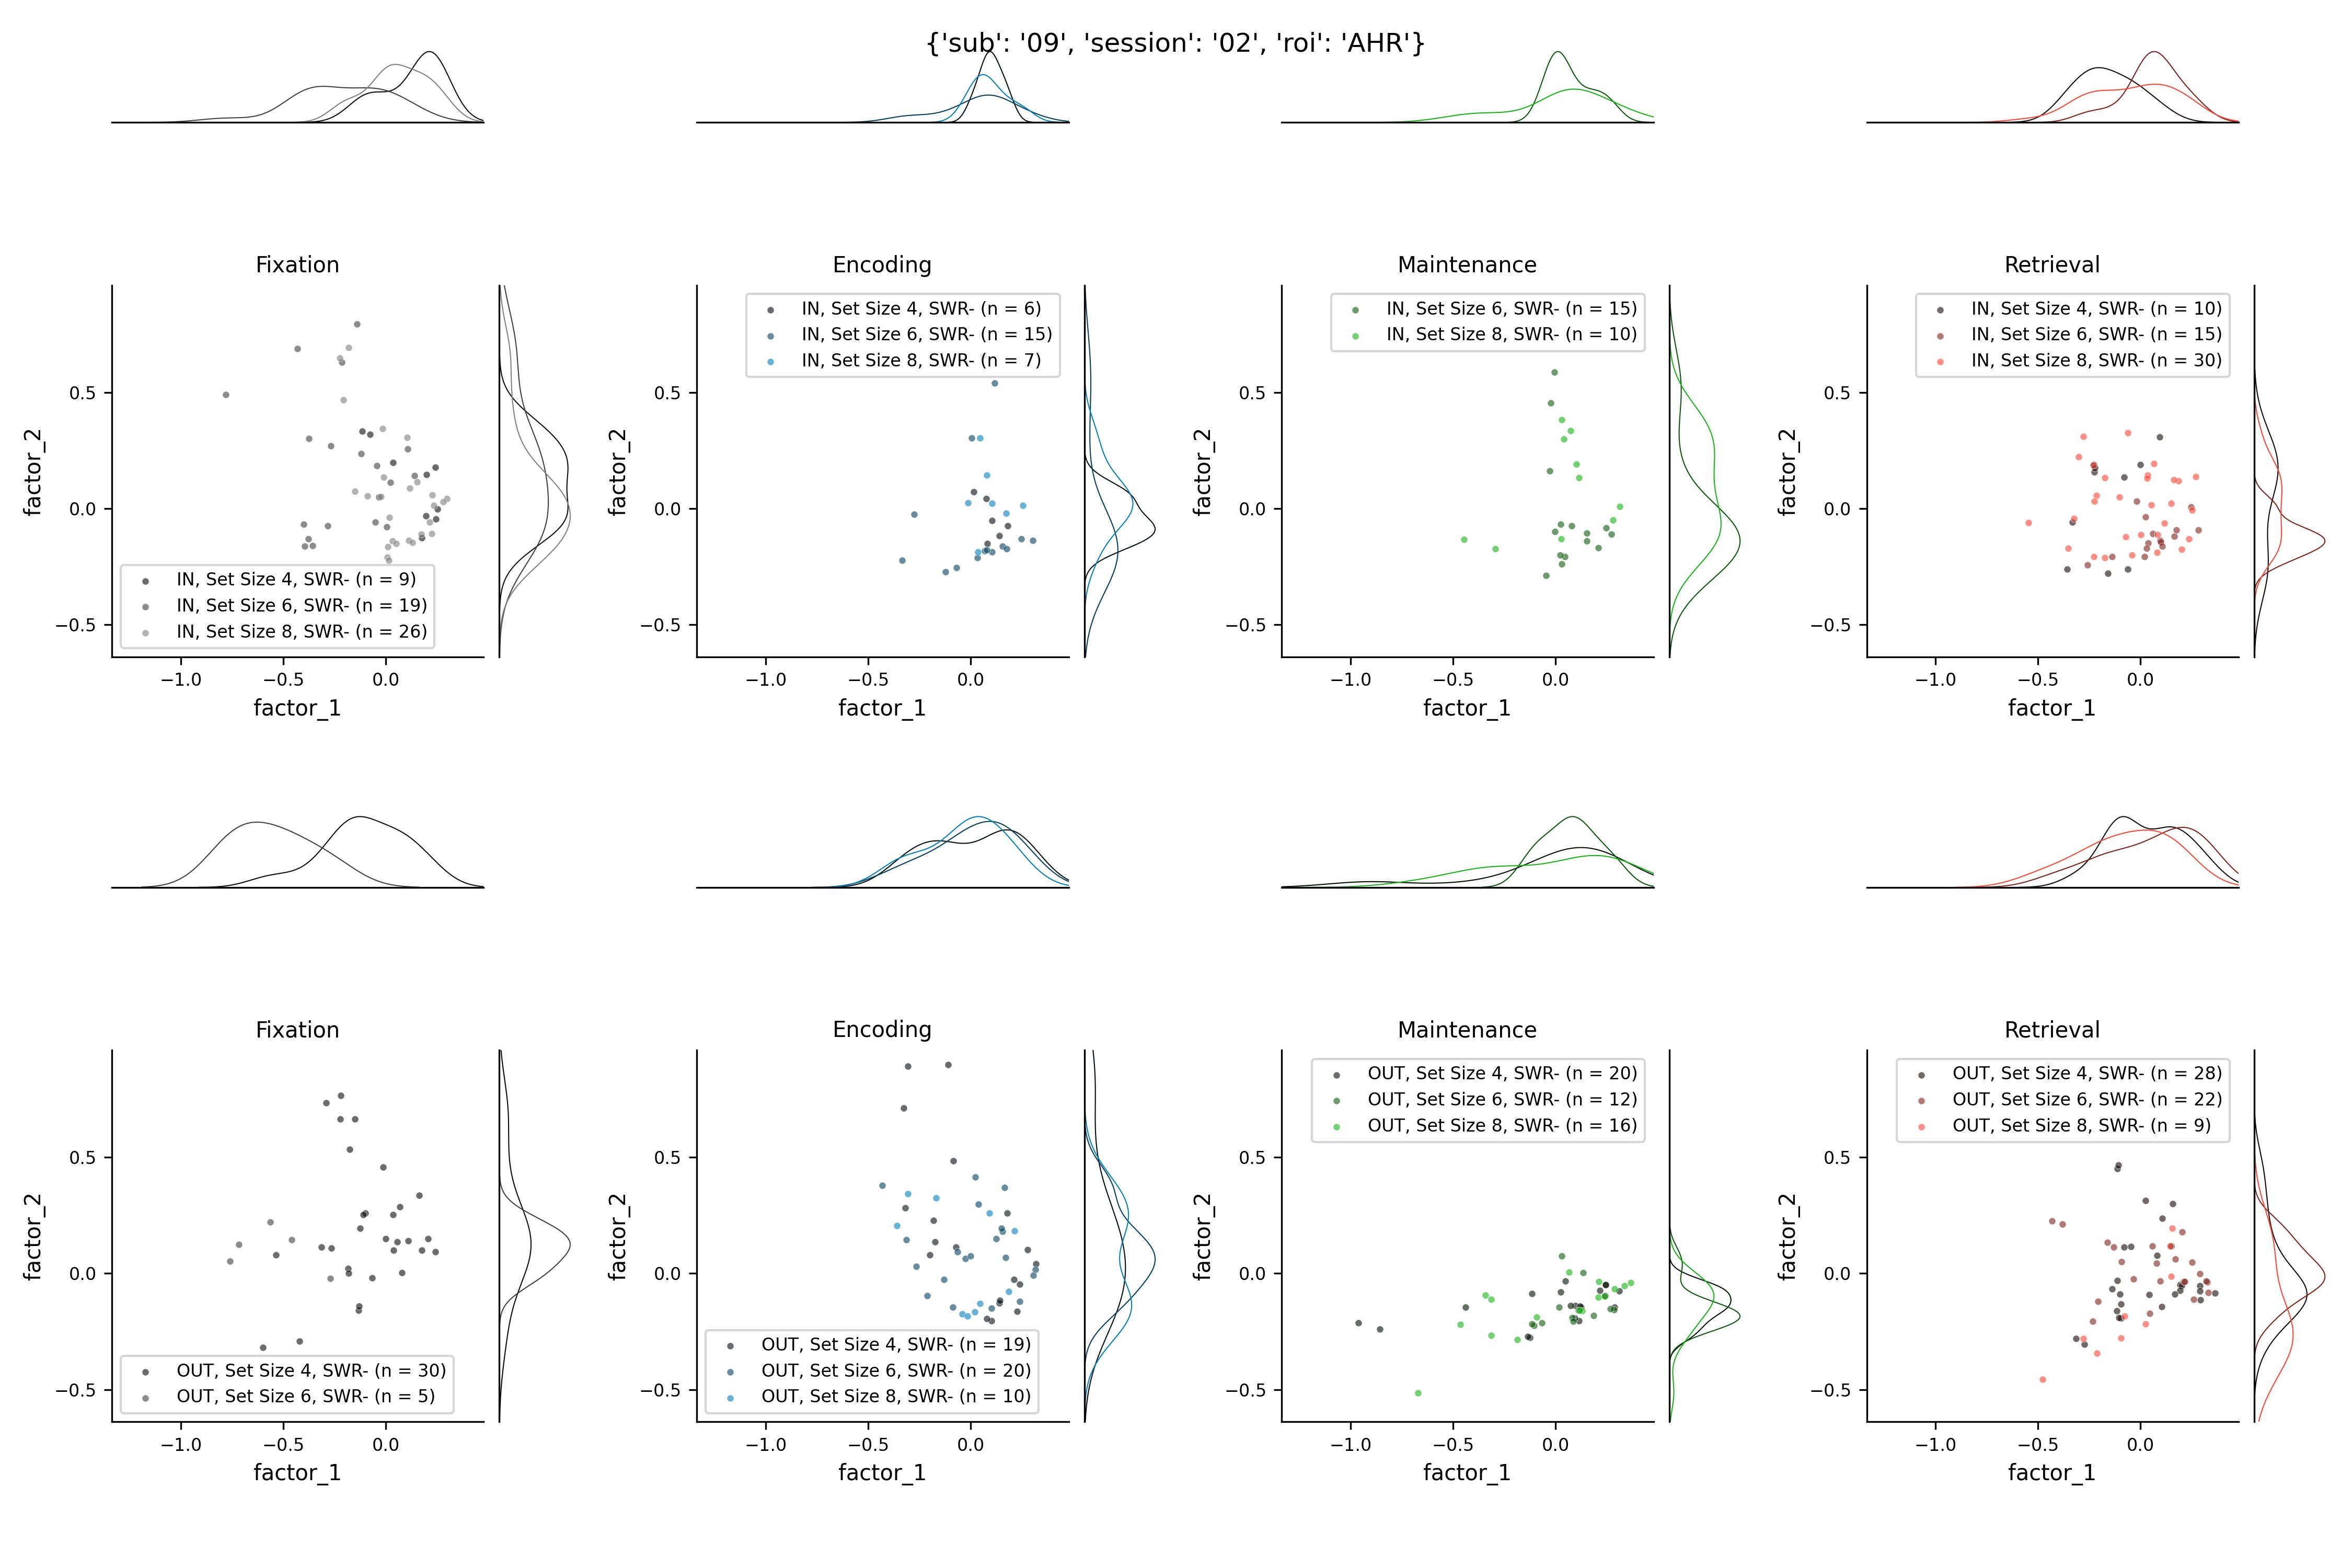 {'sub': '09', 'session': '02', 'roi': 'AHR'}
Fixation
Encoding
Maintenance
Retrieval
factor_2
0.5
0.0
−0.5
IN, Set Size 4, SWR- (n = 9)
IN, Set Size 6, SWR- (n = 19)
IN, Set Size 8, SWR- (n = 26)
−1.0 −0.5 0.0
factor_1
factor_2
0.5
0.0
−0.5
IN, Set Size 4, SWR- (n = 6)
IN, Set Size 6, SWR- (n = 15)
IN, Set Size 8, SWR- (n = 7)
−1.0 −0.5 0.0
factor_1
factor_2
0.5
0.0
−0.5
IN, Set Size 6, SWR- (n = 15)
IN, Set Size 8, SWR- (n = 10)
−1.0 −0.5 0.0
factor_1
factor_2
0.5
0.0
−0.5
IN, Set Size 4, SWR- (n = 10)
IN, Set Size 6, SWR- (n = 15)
IN, Set Size 8, SWR- (n = 30)
−1.0 −0.5 0.0
factor_1
Fixation
Encoding
Maintenance
Retrieval
factor_2
0.5
0.0
−0.5
OUT, Set Size 4, SWR- (n = 30)
OUT, Set Size 6, SWR- (n = 5)
−1.0 −0.5 0.0
factor_1
factor_2
0.5
0.0
−0.5
OUT, Set Size 4, SWR- (n = 19)
OUT, Set Size 6, SWR- (n = 20)
OUT, Set Size 8, SWR- (n = 10)
−1.0 −0.5 0.0
factor_1
factor_2
0.5
0.0
−0.5
OUT, Set Size 4, SWR- (n = 20)
OUT, Set Size 6, SWR- (n = 12)
OUT, Set Size 8, SWR- (n = 16)
−1.0 −0.5 0.0
factor_1
factor_2
0.5
0.0
−0.5
OUT, Set Size 4, SWR- (n = 28)
OUT, Set Size 6, SWR- (n = 22)
OUT, Set Size 8, SWR- (n = 9)
−1.0 −0.5 0.0
factor_1